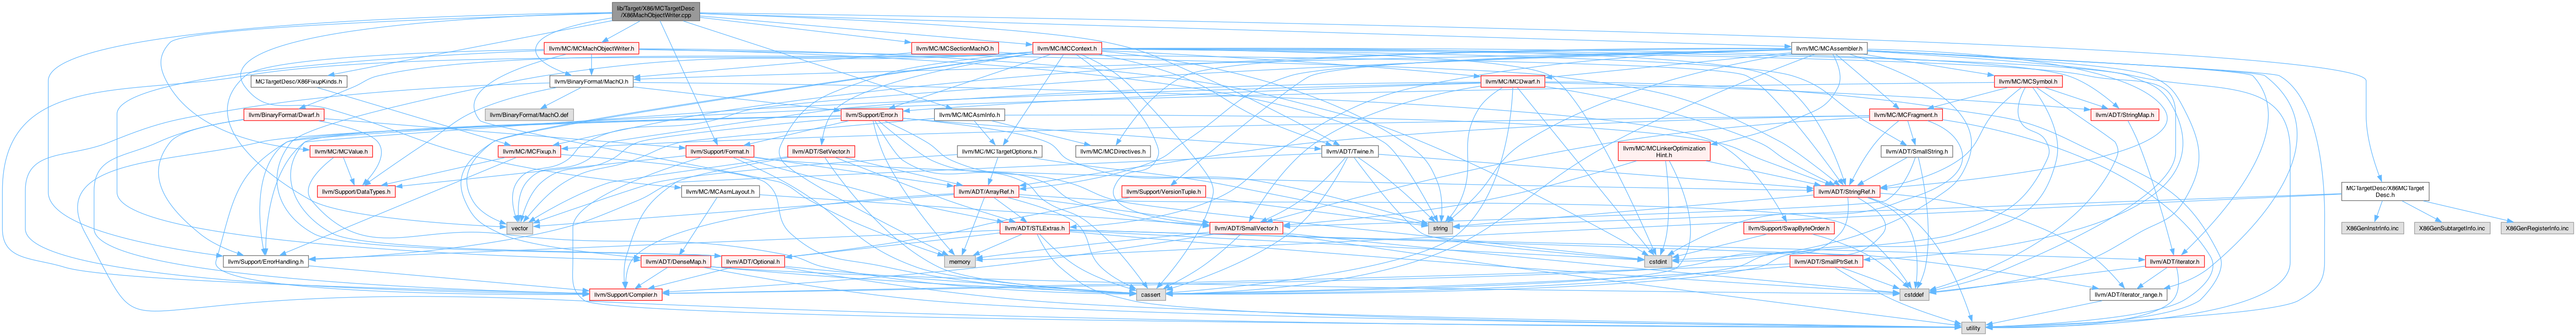 lib/Target/X86/MCTargetDesc
/X86MachObjectWriter.cpp
llvm/MC/MCMachObjectWriter.h
llvm/MC/MCSectionMachO.h
llvm/MC/MCContext.h
llvm/MC/MCAssembler.h
MCTargetDesc/X86FixupKinds.h
llvm/BinaryFormat/MachO.h
llvm/MC/MCDwarf.h
llvm/MC/MCSymbol.h
llvm/BinaryFormat/Dwarf.h
llvm/BinaryFormat/MachO.def
llvm/Support/Error.h
llvm/MC/MCAsmInfo.h
llvm/MC/MCFragment.h
llvm/ADT/StringMap.h
llvm/MC/MCValue.h
llvm/MC/MCFixup.h
llvm/Support/Format.h
llvm/ADT/SetVector.h
llvm/MC/MCTargetOptions.h
llvm/MC/MCDirectives.h
llvm/ADT/Twine.h
llvm/MC/MCLinkerOptimization
Hint.h
llvm/ADT/SmallString.h
llvm/Support/DataTypes.h
llvm/MC/MCAsmLayout.h
llvm/ADT/ArrayRef.h
llvm/Support/VersionTuple.h
llvm/ADT/StringRef.h
MCTargetDesc/X86MCTarget
Desc.h
vector
llvm/ADT/STLExtras.h
llvm/ADT/SmallVector.h
string
llvm/Support/SwapByteOrder.h
X86GenInstrInfo.inc
X86GenSubtargetInfo.inc
X86GenRegisterInfo.inc
llvm/Support/ErrorHandling.h
llvm/ADT/DenseMap.h
llvm/ADT/Optional.h
memory
cstdint
llvm/ADT/SmallPtrSet.h
llvm/ADT/iterator.h
llvm/Support/Compiler.h
cassert
cstddef
llvm/ADT/iterator_range.h
utility